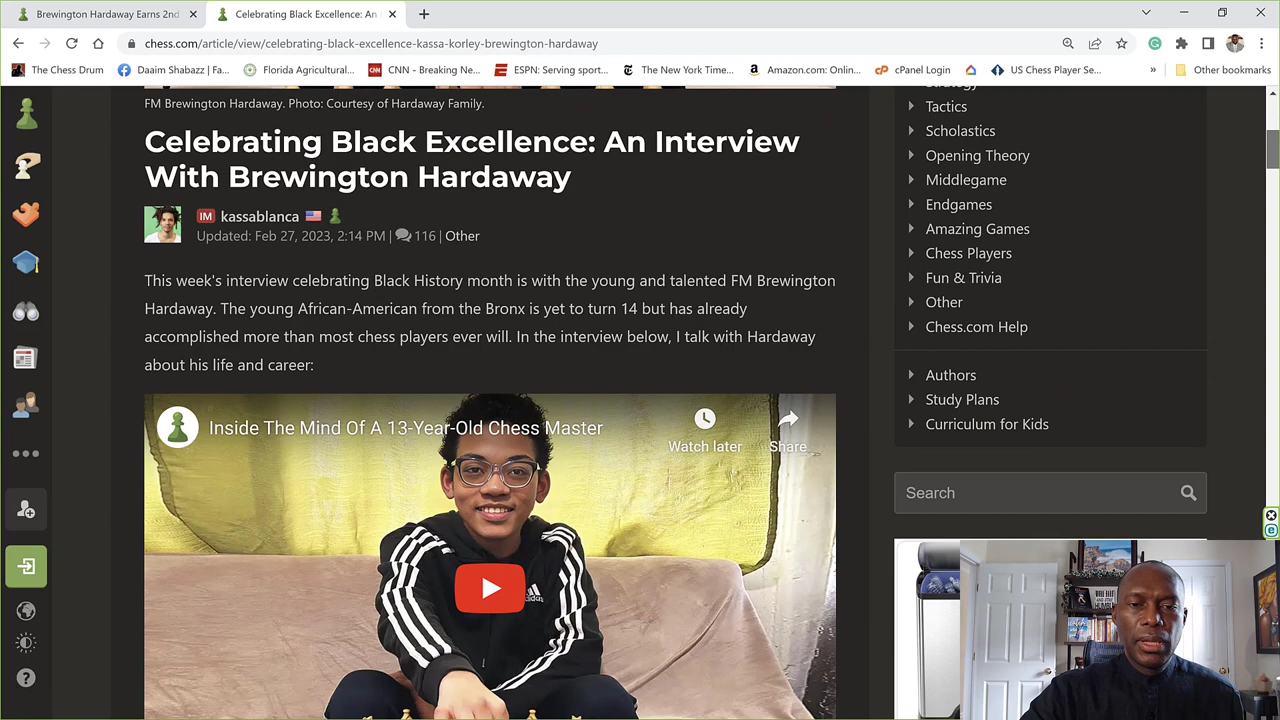 Brewington Hardaway Earns 2nd
Celebrating Black Excellence: An
chess.com/article/view/celebrating-black-excellence-kassa-korley-brewington-hardaway
The Chess Drum
Daaim Shabazz | Fa...
Florida Agricultural...
CNN - Breaking Ne...
ESPN: Serving sport...
The New York Time...
Amazon.com: Onlin...
cPanel Login
US Chess Player Se...
»
Other bookmarks
FM Brewington Hardaway. Photo: Courtesy of Hardaway Family.
Celebrating Black Excellence: An Interview
With Brewington Hardaway
IM kassablanca
Updated: Feb 27, 2023, 2:14 PM | 116 | Other
This week's interview celebrating Black History month is with the young and talented FM Brewington
Hardaway. The young African-American from the Bronx is yet to turn 14 but has already
accomplished more than most chess players ever will. In the interview below, I talk with Hardaway
about his life and career:
Inside The Mind Of A 13-Year-Old Chess Master
Watch later
Share
adidas
Strategy
Tactics
Scholastics
Opening Theory
Middlegame
Endgames
Amazing Games
Chess Players
Fun & Trivia
Other
Chess.com Help
Authors
Study Plans
Curriculum for Kids
Search